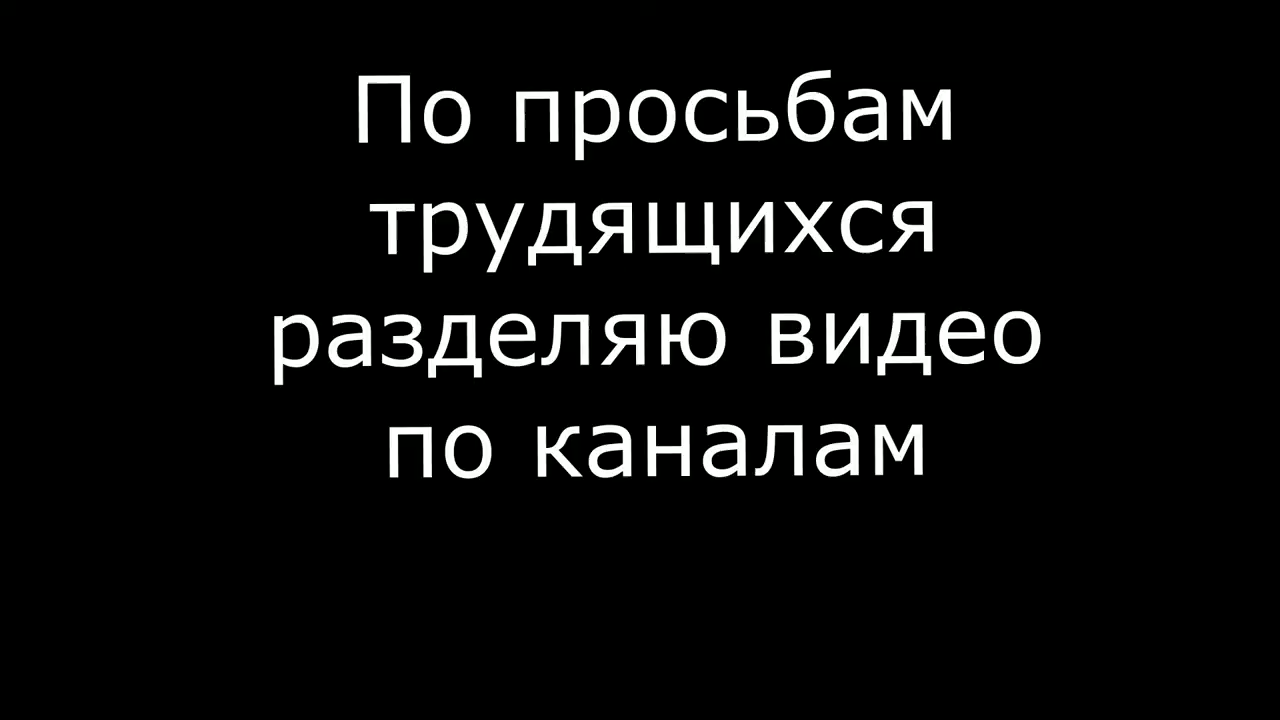 По просьбам
трудящихся
разделяю видео
по каналам